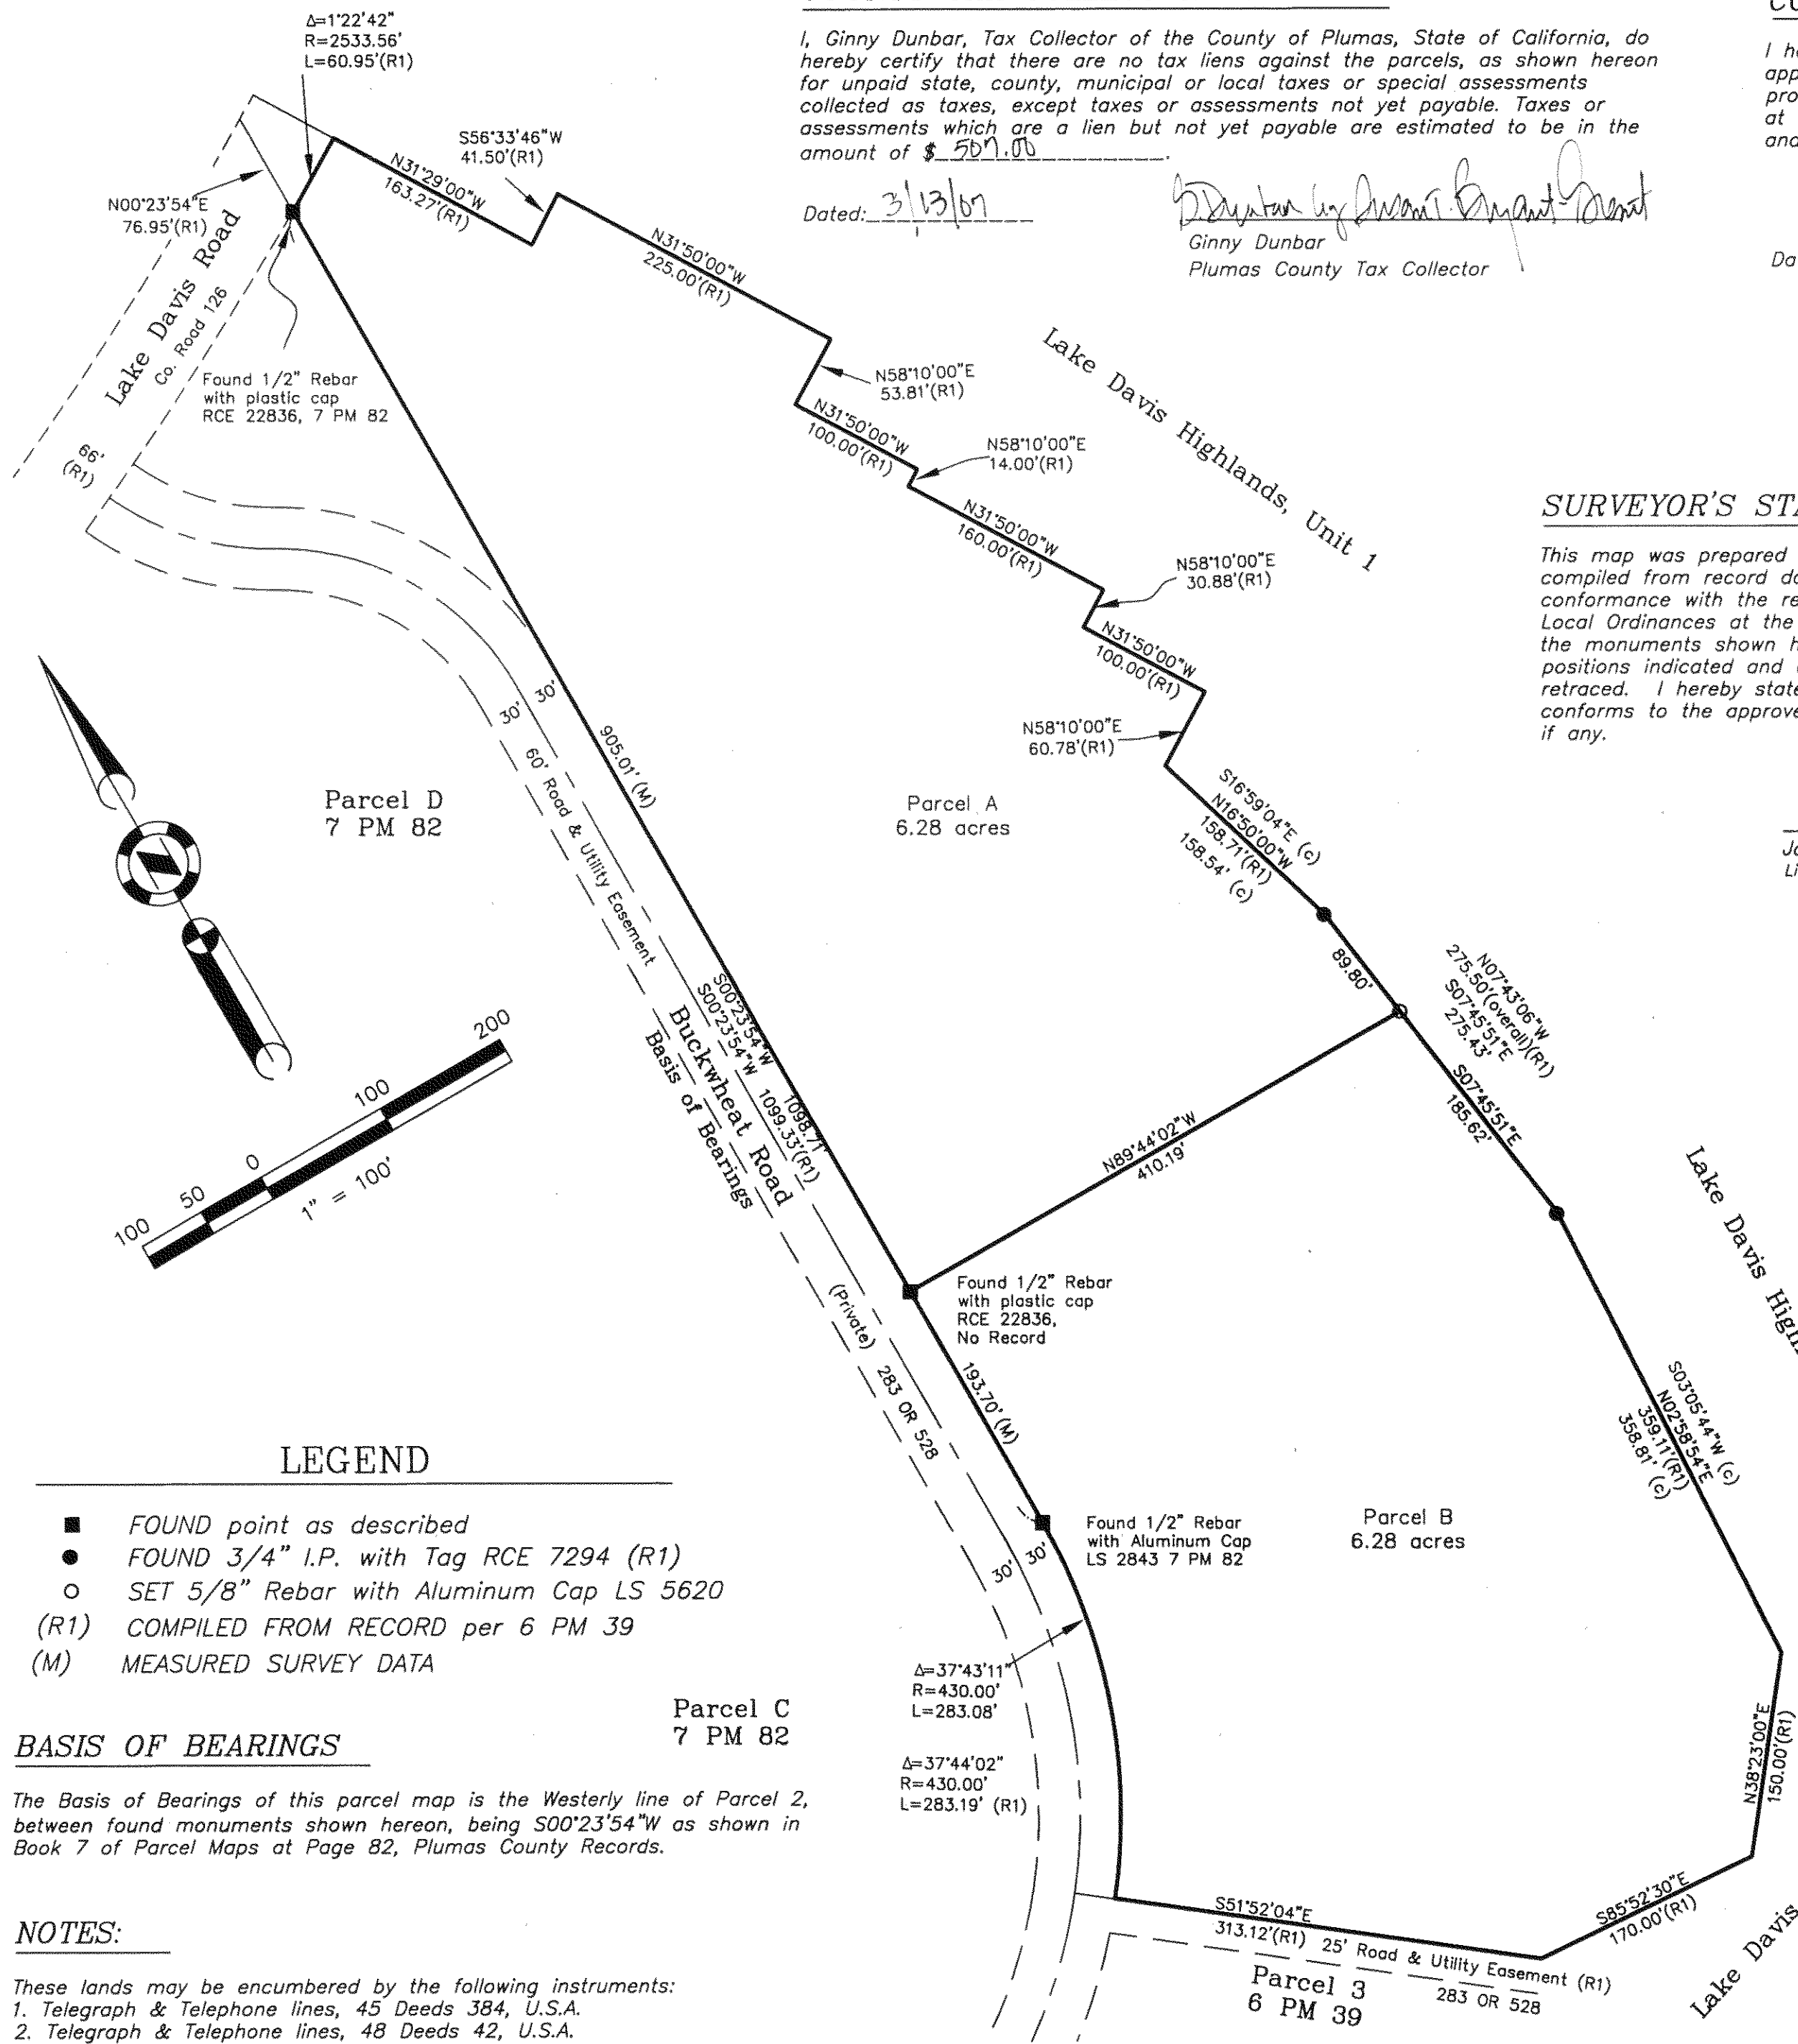 I, Ginny Dunbar, Tax Collector of the County of Plumas, State of California, do
hereby certify that there are no tax liens against the parcels, as shown hereon
for unpaid state, county, municipal or local taxes or special assessments
collected as taxes, except taxes or assessments not yet payable. Taxes or
assessments which are a lien but not yet payable are estimated to be in the
amount of $ 507.00.
Dated: 3/13/07
Ginny Dunbar
Plumas County Tax Collector
I
app
pro
at
and
Da
Δ=1°22'42"
R=2533.56'
L=60.95'(R1)
S56°33'46"W
41.50'(R1)
N31°29'00"W
163.27'(R1)
N00°23'54"E
76.95'(R1)
Lake Davis Road
Co. Road 126
Found 1/2" Rebar
with plastic cap
RCE 22836, 7 PM 82
66'
(R1)
N31°50'00"W
225.00'(R1)
N58°10'00"E
53.81'(R1)
N31°50'00"W
100.00'(R1)
N58°10'00"E
14.00'(R1)
Lake Davis Highlands, Unit 1
N31°50'00"W
160.00'(R1)
N58°10'00"E
30.88'(R1)
N31°50'00"W
100.00'(R1)
N58°10'00"E
60.78'(R1)
SURVEYOR'S STA
This map was prepared
compiled from record da
conformance with the re
Local Ordinances at the
the monuments shown h
positions indicated and
retraced. I hereby state
conforms to the approve
if any.
Li
30'
30'
905.01' (M)
60' Road & Utility Easement
Parcel D
7 PM 82
Parcel A
6.28 acres
S16°59'04"E (c)
N16°50'00"W
158.71'(R1)
158.54' (c)
89.80'
N07°43'06"W
275.50'(overall)(R1)
S07°45'51"E
275.43'
S07°45'51"E
185.62'
N
200
100
0
50
100
1" = 100'
S00°23'54"W 1098.71'
S00°23'54"W 1099.33'(R1)
Buckwheat Road
Basis of Bearings
N89°44'02"W
410.19'
Found 1/2" Rebar
with plastic cap
RCE 22836,
No Record
(Private)
283 OR 528
193.70' (M)
Lake Davis High
S03°05'44"W (c)
N02°58'54"E
359.11'(R1)
358.81' (c)
LEGEND
■ FOUND point as described
● FOUND 3/4" I.P. with Tag RCE 7294 (R1)
○ SET 5/8" Rebar with Aluminum Cap LS 5620
(R1) COMPILED FROM RECORD per 6 PM 39
(M) MEASURED SURVEY DATA
Found 1/2" Rebar
with Aluminum Cap
LS 2843 7 PM 82
30'
30'
Parcel B
6.28 acres
Δ=37°43'11"
R=430.00'
L=283.08'
Δ=37°44'02"
R=430.00'
L=283.19' (R1)
Parcel C
7 PM 82
N38°23'00"E
150.00'(R1)
BASIS OF BEARINGS
The Basis of Bearings of this parcel map is the Westerly line of Parcel 2,
between found monuments shown hereon, being S00°23'54"W as shown in
Book 7 of Parcel Maps at Page 82, Plumas County Records.
S51°52'04"E
313.12'(R1)
S85°52'30"E
170.00'(R1)
25' Road & Utility Easement (R1)
283 OR 528
Parcel 3
6 PM 39
Lake Davis
NOTES:
These lands may be encumbered by the following instruments:
1. Telegraph & Telephone lines, 45 Deeds 384, U.S.A.
2. Telegraph & Telephone lines, 48 Deeds 42, U.S.A.